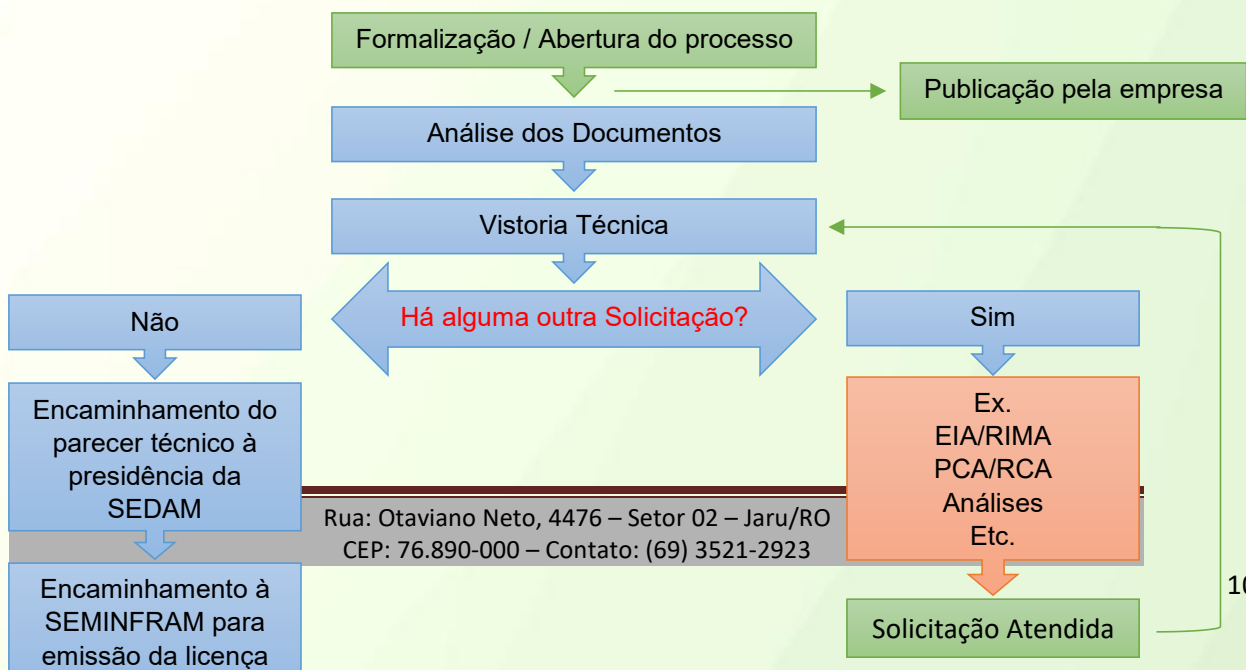 Formalização / Abertura do processo
Publicação pela empresa
Análise dos Documentos
Vistoria Técnica
Há alguma outra Solicitação?
Não
Sim
Encaminhamento do
parecer técnico à
presidência da
SEDAM
Ex.
EIA/RIMA
PCA/RCA
Análises
Etc.
Rua: Otaviano Neto, 4476 – Setor 02 – Jaru/RO
CEP: 76.890-000 – Contato: (69) 3521-2923
10
Encaminhamento à
SEMINFRAM para
emissão da licença
Solicitação Atendida